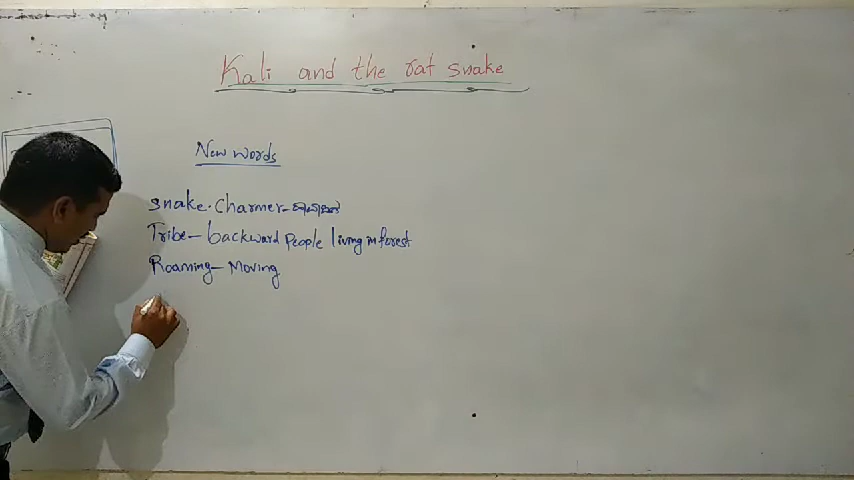 Kali and the rat snake
New words
snake. Charmer-
Tribe- backward people living in forest
Roaming- Moving